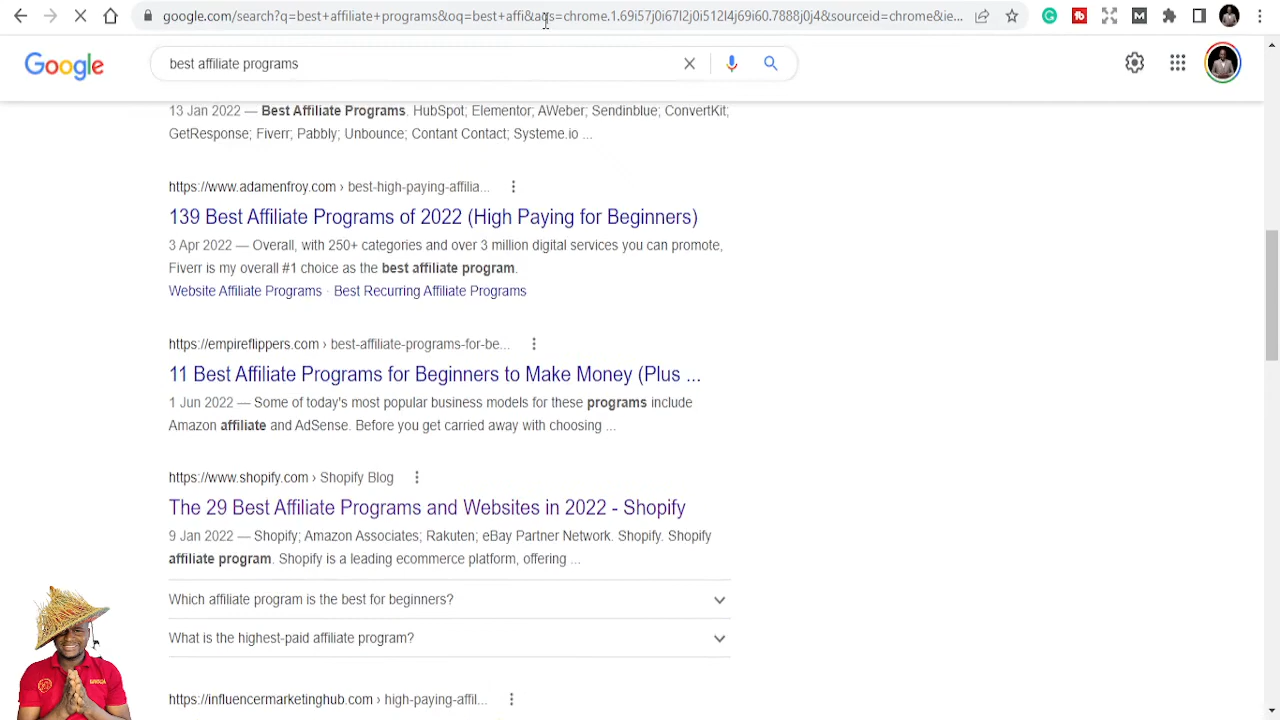 google.com/search?q=best+affiliate+programs&oq=best+affi&aqs=chrome.1.69i57j0i67l2j0i512l4j69i60.7888j0j4&sourceid=chrome&ie...
Google
best affiliate programs
13 Jan 2022 — Best Affiliate Programs. HubSpot; Elementor; AWeber; Sendinblue; ConvertKit;
GetResponse; Fiverr; Pabbly; Unbounce; Contant Contact; Systeme.io ...
https://www.adamenfroy.com › best-high-paying-affilia...
139 Best Affiliate Programs of 2022 (High Paying for Beginners)
3 Apr 2022 — Overall, with 250+ categories and over 3 million digital services you can promote,
Fiverr is my overall #1 choice as the best affiliate program.
Website Affiliate Programs · Best Recurring Affiliate Programs
https://empireflippers.com › best-affiliate-programs-for-be...
11 Best Affiliate Programs for Beginners to Make Money (Plus ...
1 Jun 2022 — Some of today's most popular business models for these programs include
Amazon affiliate and AdSense. Before you get carried away with choosing ...
https://www.shopify.com › Shopify Blog
The 29 Best Affiliate Programs and Websites in 2022 - Shopify
9 Jan 2022 — Shopify; Amazon Associates; Rakuten; eBay Partner Network. Shopify. Shopify
affiliate program. Shopify is a leading ecommerce platform, offering ...
Which affiliate program is the best for beginners?
What is the highest-paid affiliate program?
https://influencermarketinghub.com › high-paying-affil...